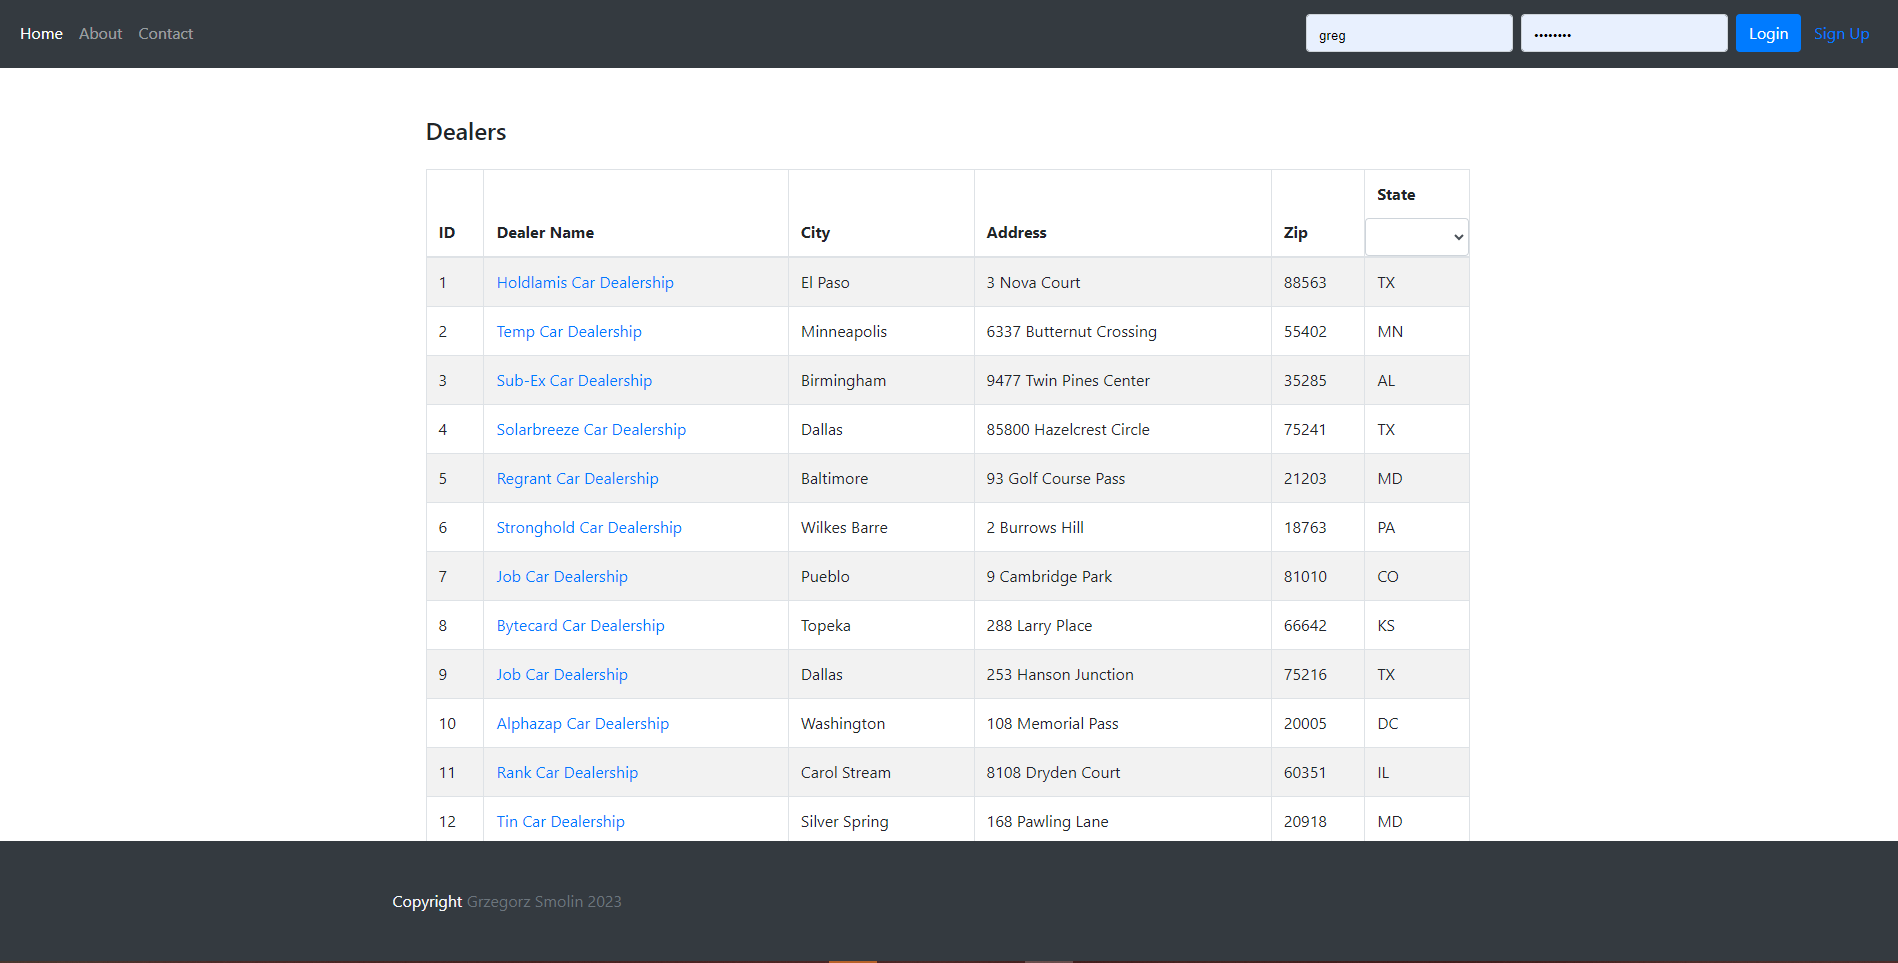 Home About Contact greg •••••••• Login Sign Up
Dealers
State
ID Dealer Name City Address Zip
1 Holdlamis Car Dealership El Paso 3 Nova Court 88563 TX
2 Temp Car Dealership Minneapolis 6337 Butternut Crossing 55402 MN
3 Sub-Ex Car Dealership Birmingham 9477 Twin Pines Center 35285 AL
4 Solarbreeze Car Dealership Dallas 85800 Hazelcrest Circle 75241 TX
5 Regrant Car Dealership Baltimore 93 Golf Course Pass 21203 MD
6 Stronghold Car Dealership Wilkes Barre 2 Burrows Hill 18763 PA
7 Job Car Dealership Pueblo 9 Cambridge Park 81010 CO
8 Bytecard Car Dealership Topeka 288 Larry Place 66642 KS
9 Job Car Dealership Dallas 253 Hanson Junction 75216 TX
10 Alphazap Car Dealership Washington 108 Memorial Pass 20005 DC
11 Rank Car Dealership Carol Stream 8108 Dryden Court 60351 IL
12 Tin Car Dealership Silver Spring 168 Pawling Lane 20918 MD
Copyright Grzegorz Smolin 2023